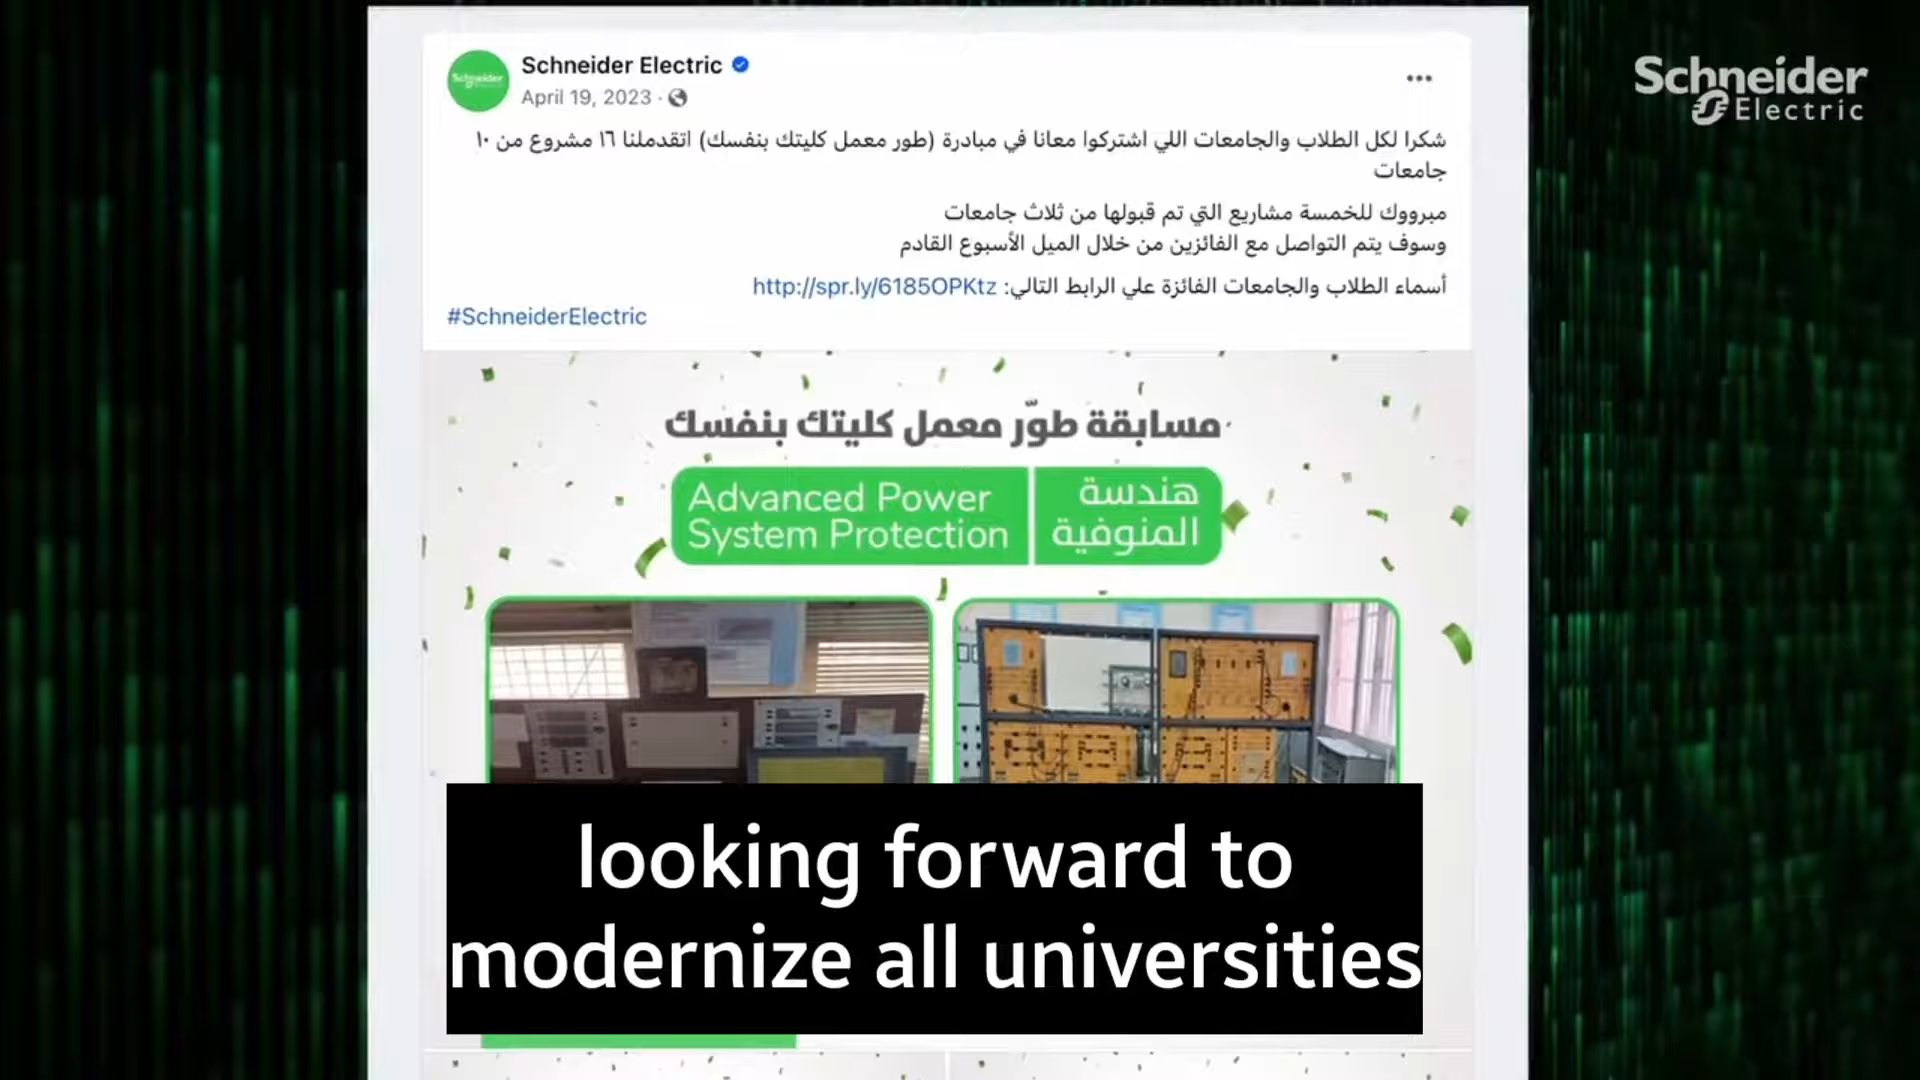 Schneider Electric
April 19, 2023
Schneider
Electric
شكرا لكل الطلاب والجامعات اللي اشتركوا معانا في مبادرة (طور معمل كليتك بنفسك) اتقدملنا ١٦ مشروع من ١٠
جامعات
مبرووك للخمسة مشاريع التي تم قبولها من ثلاث جامعات
وسوف يتم التواصل مع الفائزين من خلال الميل الأسبوع القادم
أسماء الطلاب والجامعات الفائزة علي الرابط التالي: http://spr.ly/6185OPKtz
#SchneiderElectric
مسابقة طوّر معمل كليتك بنفسك
Advanced Power
System Protection
هندسة
المنوفية
looking forward to
modernize all universities